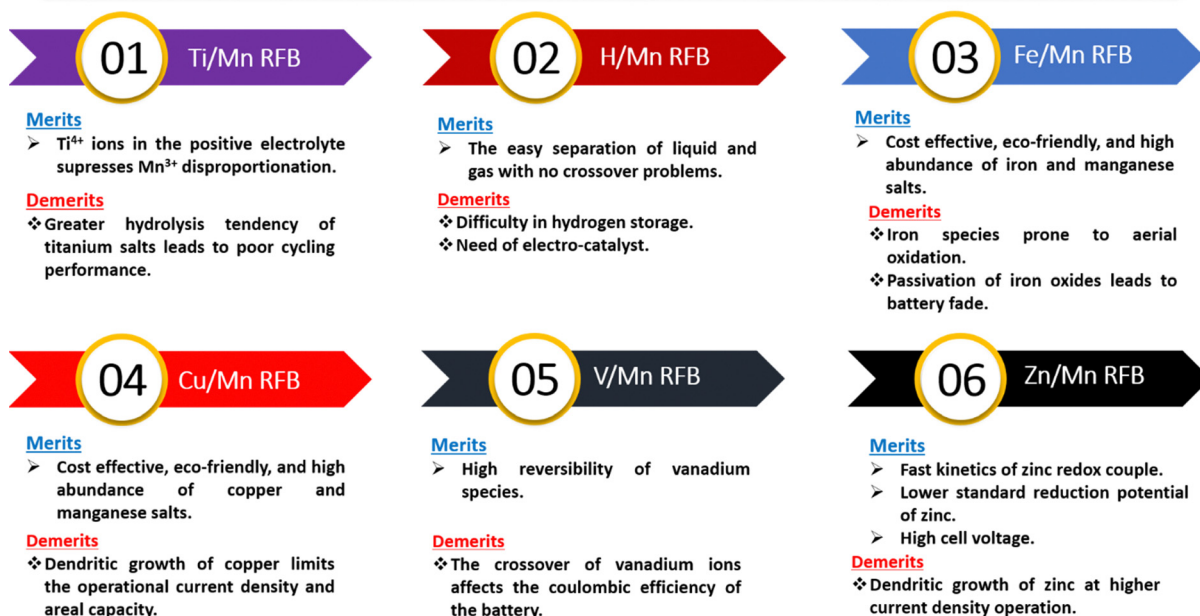 01 Ti/Mn RFB
Merits
➢ Ti⁴⁺ ions in the positive electrolyte
supresses Mn³⁺ disproportionation.
Demerits
❖Greater hydrolysis tendency of
titanium salts leads to poor cycling
performance.
02 H/Mn RFB
Merits
➢ The easy separation of liquid and
gas with no crossover problems.
Demerits
❖Difficulty in hydrogen storage.
❖Need of electro-catalyst.
03 Fe/Mn RFB
Merits
➢ Cost effective, eco-friendly, and high
abundance of iron and manganese
salts.
Demerits
❖Iron species prone to aerial
oxidation.
❖Passivation of iron oxides leads to
battery fade.
04 Cu/Mn RFB
Merits
➢ Cost effective, eco-friendly, and high
abundance of copper and
manganese salts.
Demerits
❖Dendritic growth of copper limits
the operational current density and
areal capacity.
05 V/Mn RFB
Merits
➢ High reversibility of vanadium
species.
Demerits
❖The crossover of vanadium ions
affects the coulombic efficiency of
the battery.
06 Zn/Mn RFB
Merits
➢ Fast kinetics of zinc redox couple.
➢ Lower standard reduction potential
of zinc.
➢ High cell voltage.
Demerits
❖Dendritic growth of zinc at higher
current density operation.